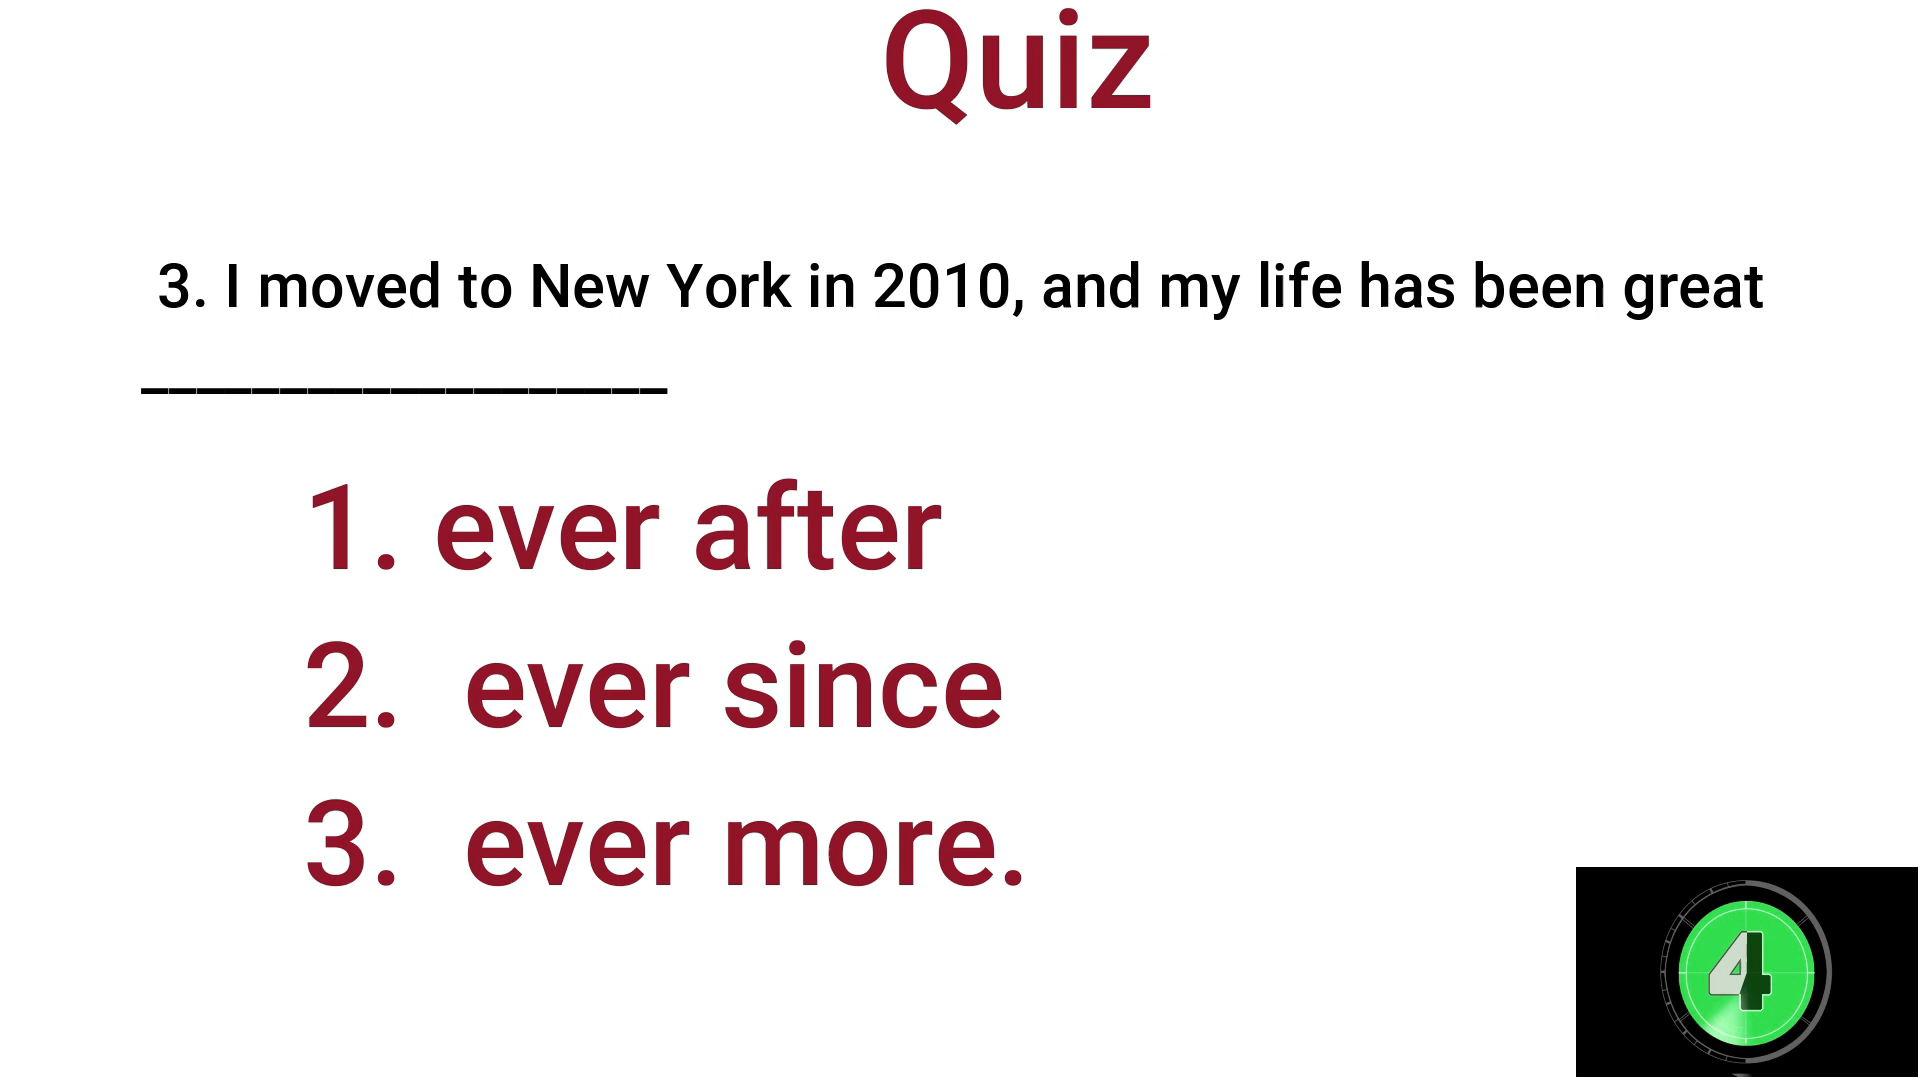 Quiz
3. I moved to New York in 2010, and my life has been great
___________________
1. ever after
2. ever since
3. ever more.
4